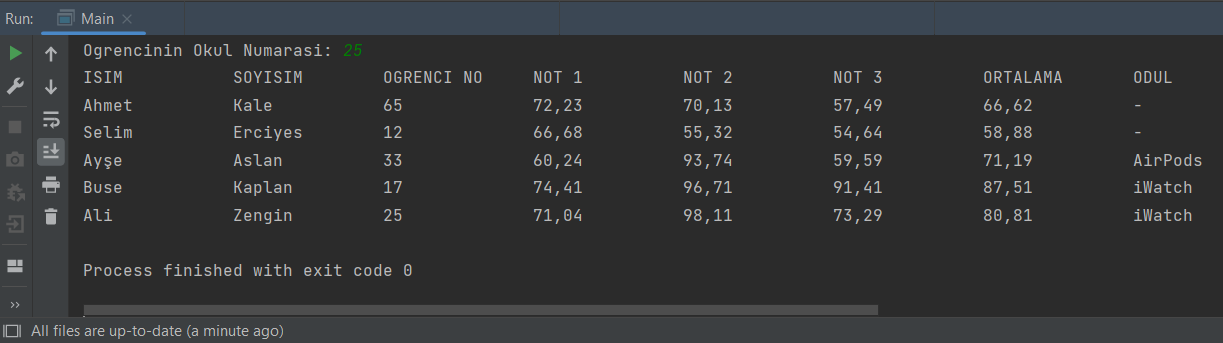 Run: Main
Ogrencinin Okul Numarasi: 25
ISIM SOYISIM OGRENCI NO NOT 1 NOT 2 NOT 3 ORTALAMA ODUL
Ahmet Kale 65 72,23 70,13 57,49 66,62 -
Selim Erciyes 12 66,68 55,32 54,64 58,88 -
Ayşe Aslan 33 60,24 93,74 59,59 71,19 AirPods
Buse Kaplan 17 74,41 96,71 91,41 87,51 iWatch
Ali Zengin 25 71,04 98,11 73,29 80,81 iWatch
Process finished with exit code 0
All files are up-to-date (a minute ago)